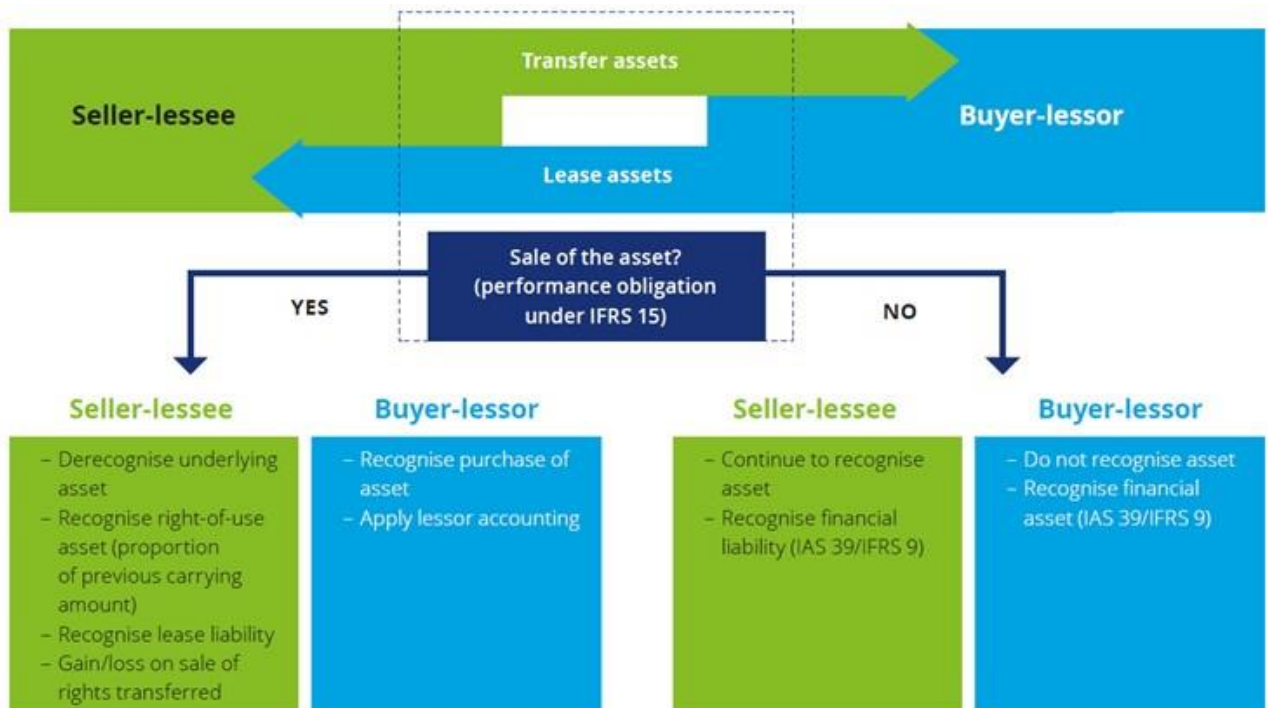 Transfer assets
Seller-lessee
Buyer-lessor
Lease assets
Sale of the asset?
(performance obligation
under IFRS 15)
YES
NO
Seller-lessee
– Derecognise underlying
asset
– Recognise right-of-use
asset (proportion
of previous carrying
amount)
– Recognise lease liability
– Gain/loss on sale of
rights transferred
Buyer-lessor
– Recognise purchase of
asset
– Apply lessor accounting
Seller-lessee
– Continue to recognise
asset
– Recognise financial
liability (IAS 39/IFRS 9)
Buyer-lessor
– Do not recognise asset
– Recognise financial
asset (IAS 39/IFRS 9)